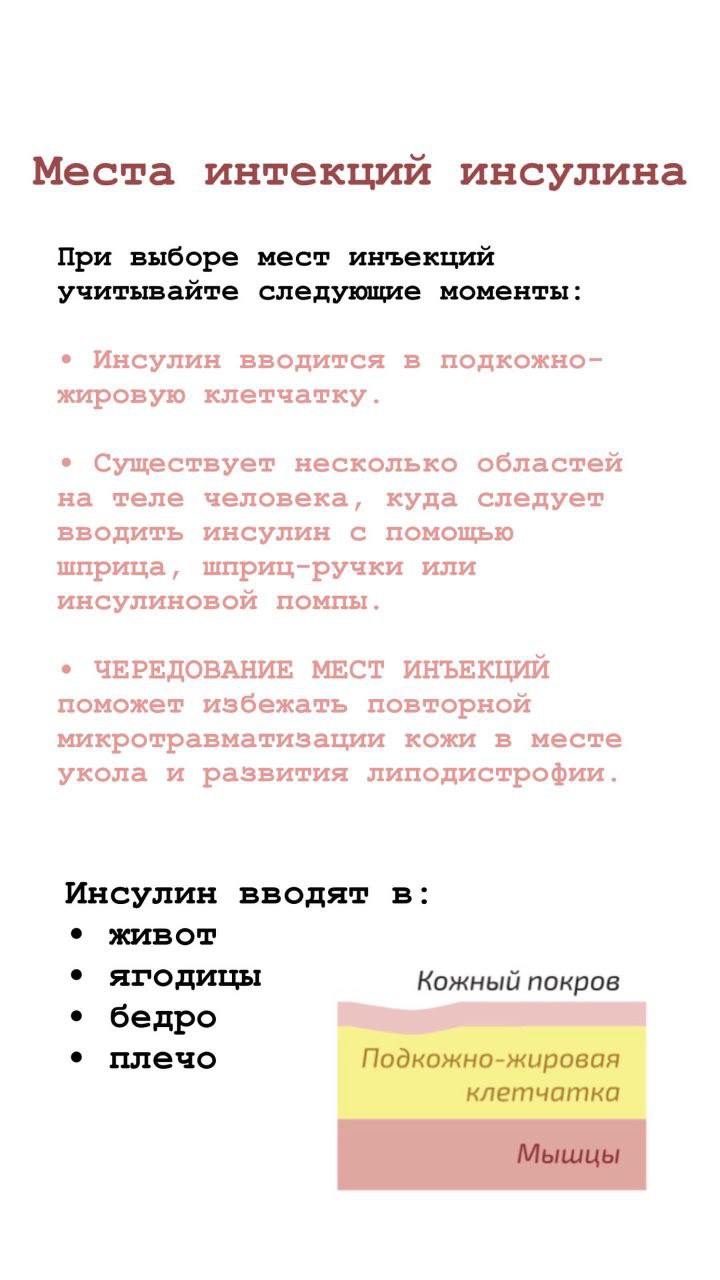 Места интекций инсулина
При выборе мест инъекций
учитывайте следующие моменты:
• Инсулин вводится в подкожно-
жировую клетчатку.
• Существует несколько областей
на теле человека, куда следует
вводить инсулин с помощью
шприца, шприц-ручки или
инсулиновой помпы.
• ЧЕРЕДОВАНИЕ МЕСТ ИНЪЕКЦИЙ
поможет избежать повторной
микротравматизации кожи в месте
укола и развития липодистрофии.
Инсулин вводят в:
• живот
• ягодицы
• бедро
• плечо
Кожный покров
Подкожно-жировая
клетчатка
Мышцы